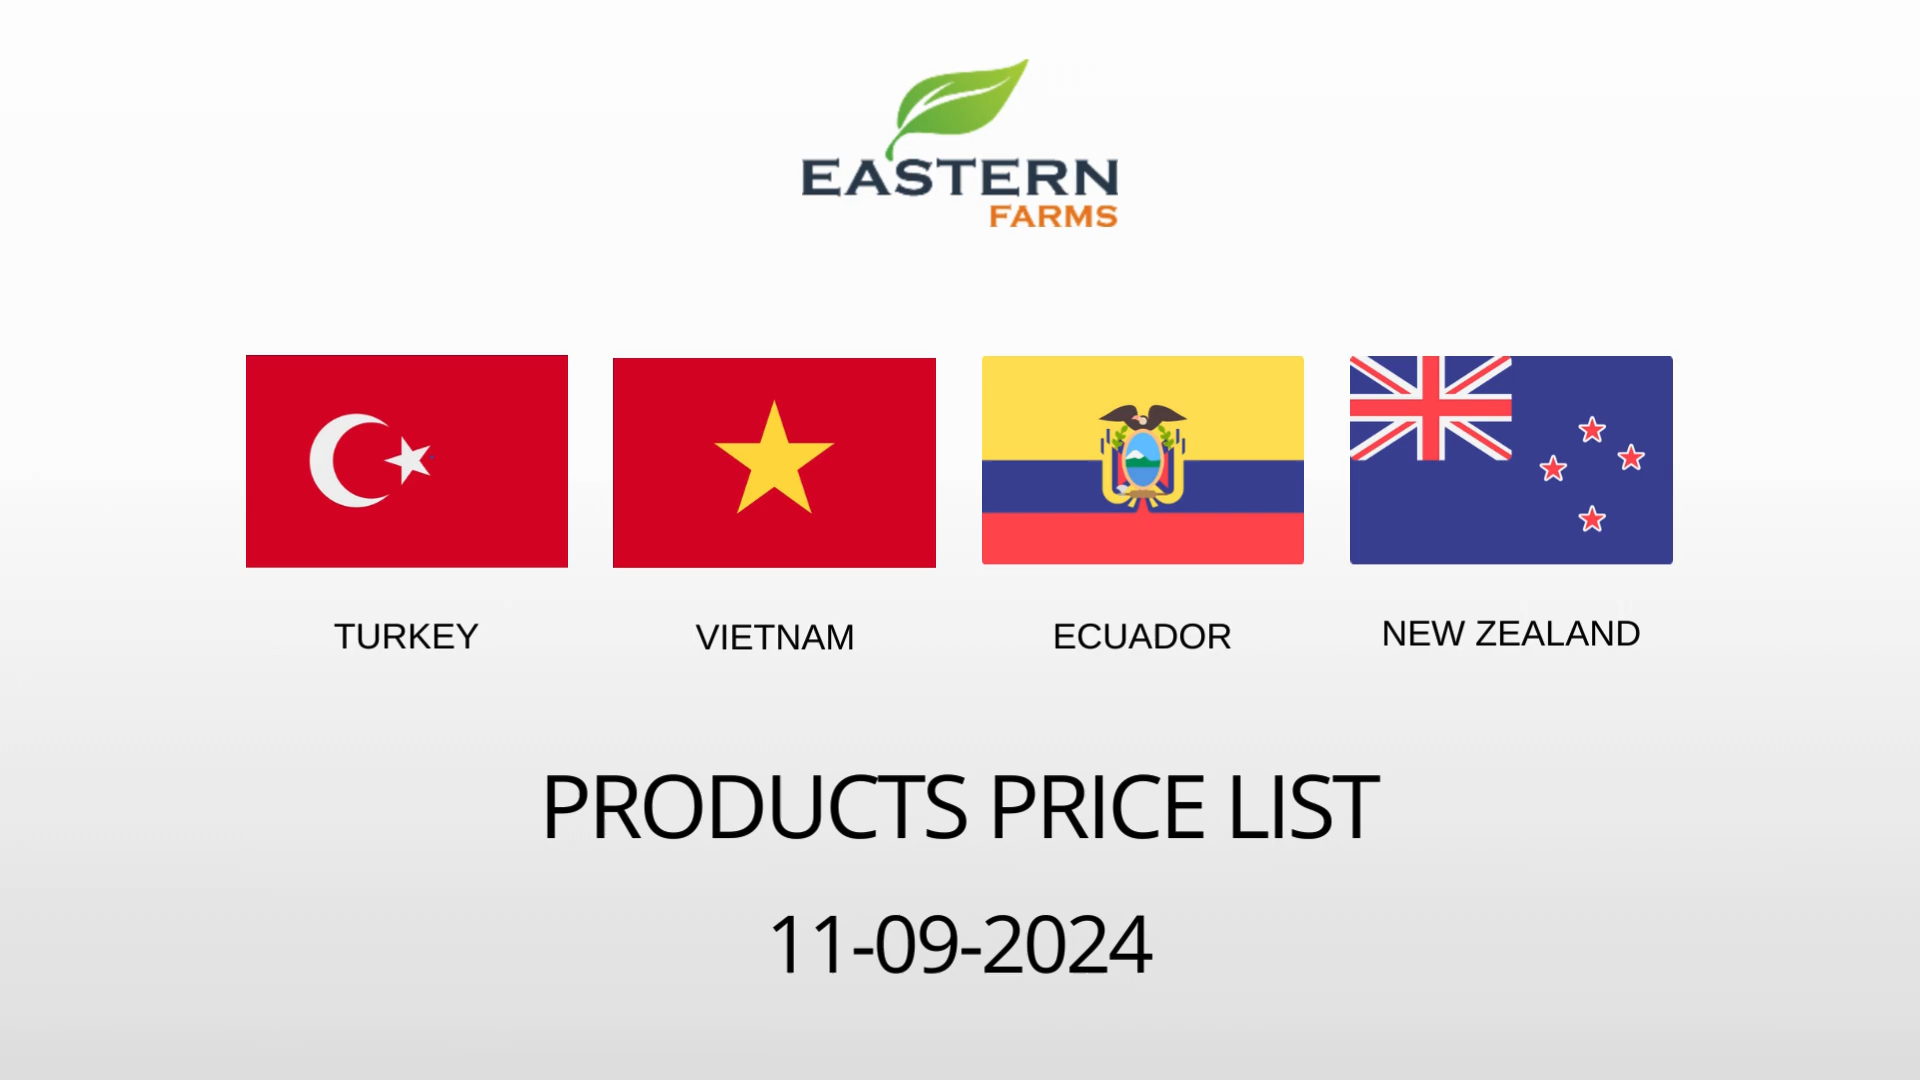 EASTERN
FARMS
TURKEY
VIETNAM
ECUADOR
NEW ZEALAND
PRODUCTS PRICE LIST
11-09-2024